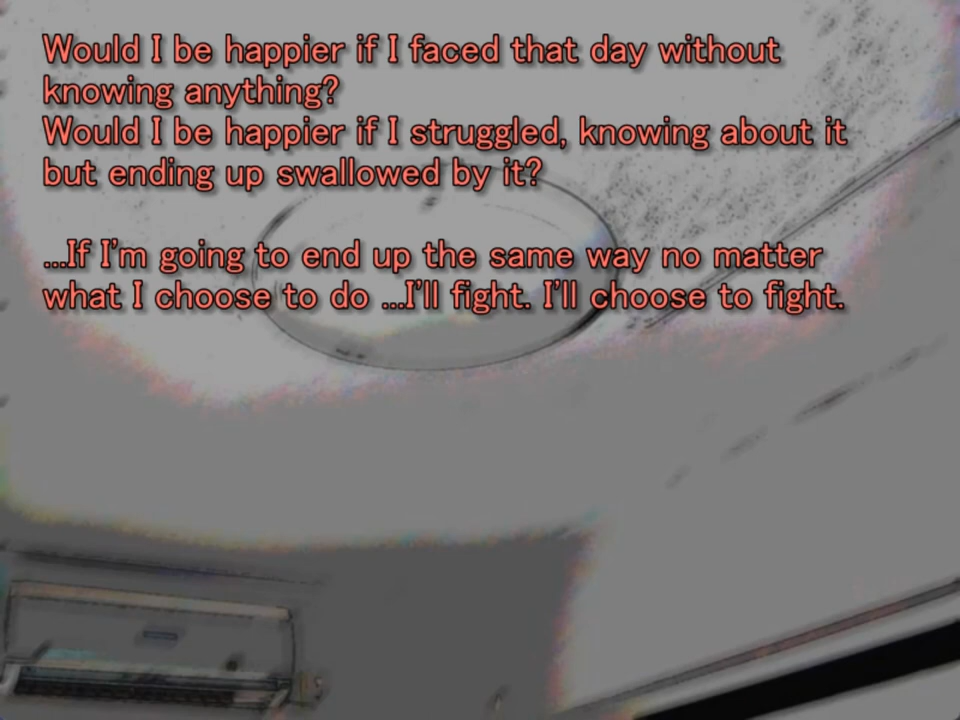 Would I be happier if I faced that day without
knowing anything?
Would I be happier if I struggled, knowing about it
but ending up swallowed by it?
...If I'm going to end up the same way no matter
what I choose to do ...I'll fight. I'll choose to fight.